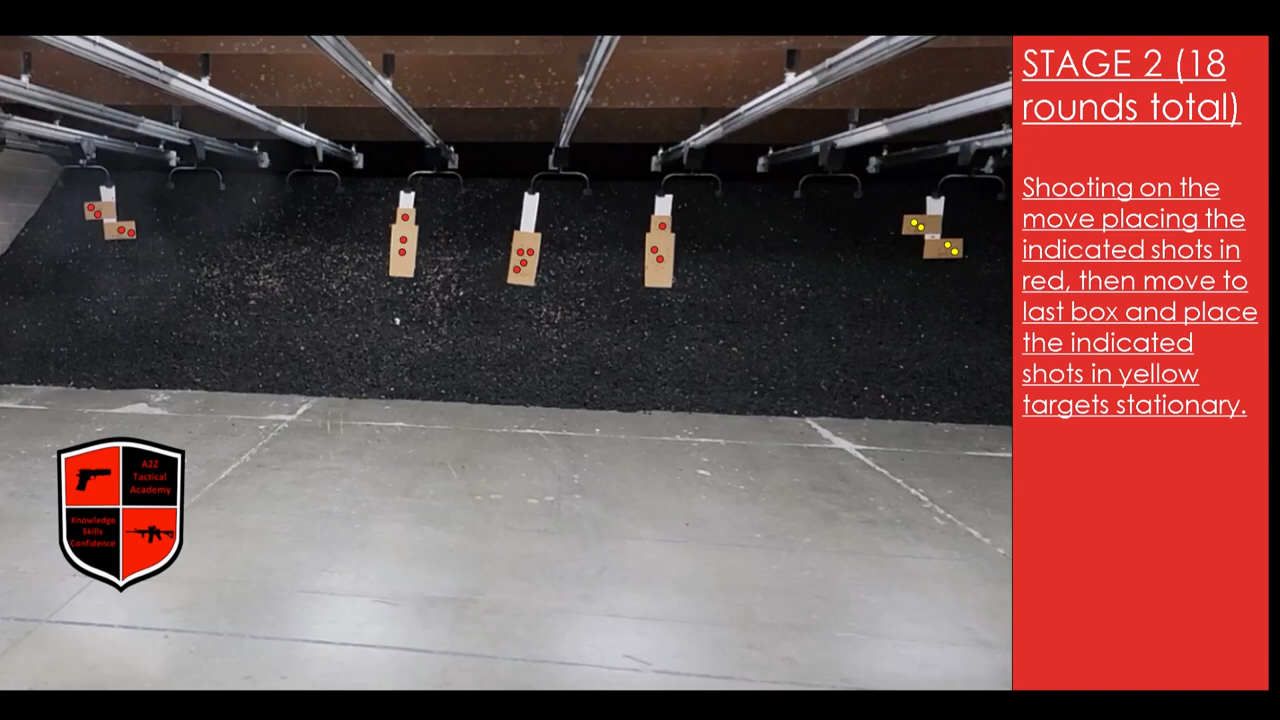 STAGE 2 (18
rounds total)
Shooting on the
move placing the
indicated shots in
red, then move to
last box and place
the indicated
shots in yellow
targets stationary.
A2Z
Tactical
Academy
Knowledge
Skills
Confidence